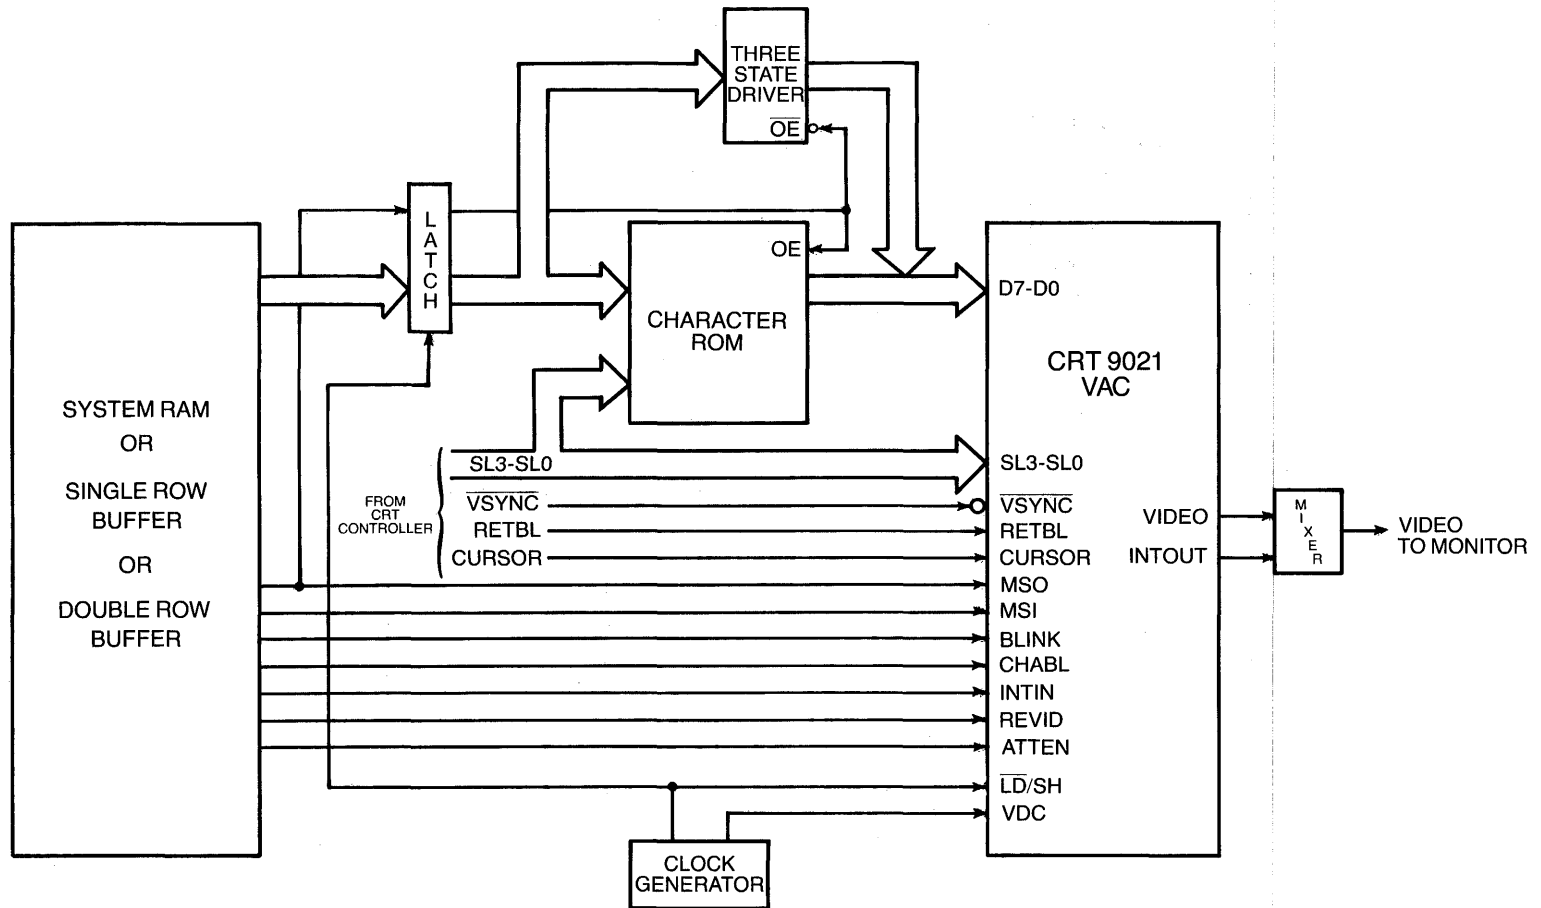 THREE
STATE
DRIVER
OE
LATCH
OE
CHARACTER
ROM
D7-D0
CRT 9021
VAC
SYSTEM RAM
OR
SINGLE ROW
BUFFER
OR
DOUBLE ROW
BUFFER
FROM
CRT
CONTROLLER
SL3-SL0
VSYNC
RETBL
CURSOR
SL3-SL0
VSYNC
RETBL
CURSOR
MSO
MSI
BLINK
CHABL
INTIN
REVID
ATTEN
LD/SH
VDC
VIDEO
INTOUT
MIXER
VIDEO
TO MONITOR
CLOCK
GENERATOR